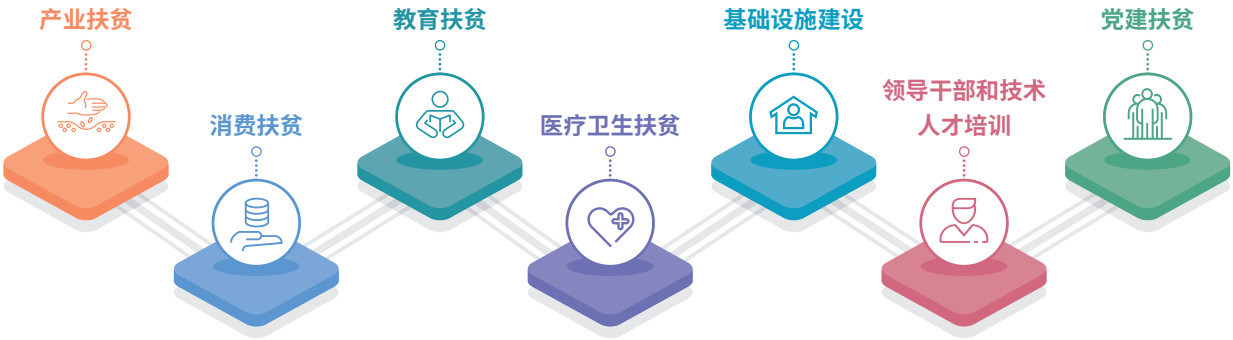 产业扶贫
消费扶贫
教育扶贫
医疗卫生扶贫
基础设施建设
领导干部和技术
人才培训
党建扶贫